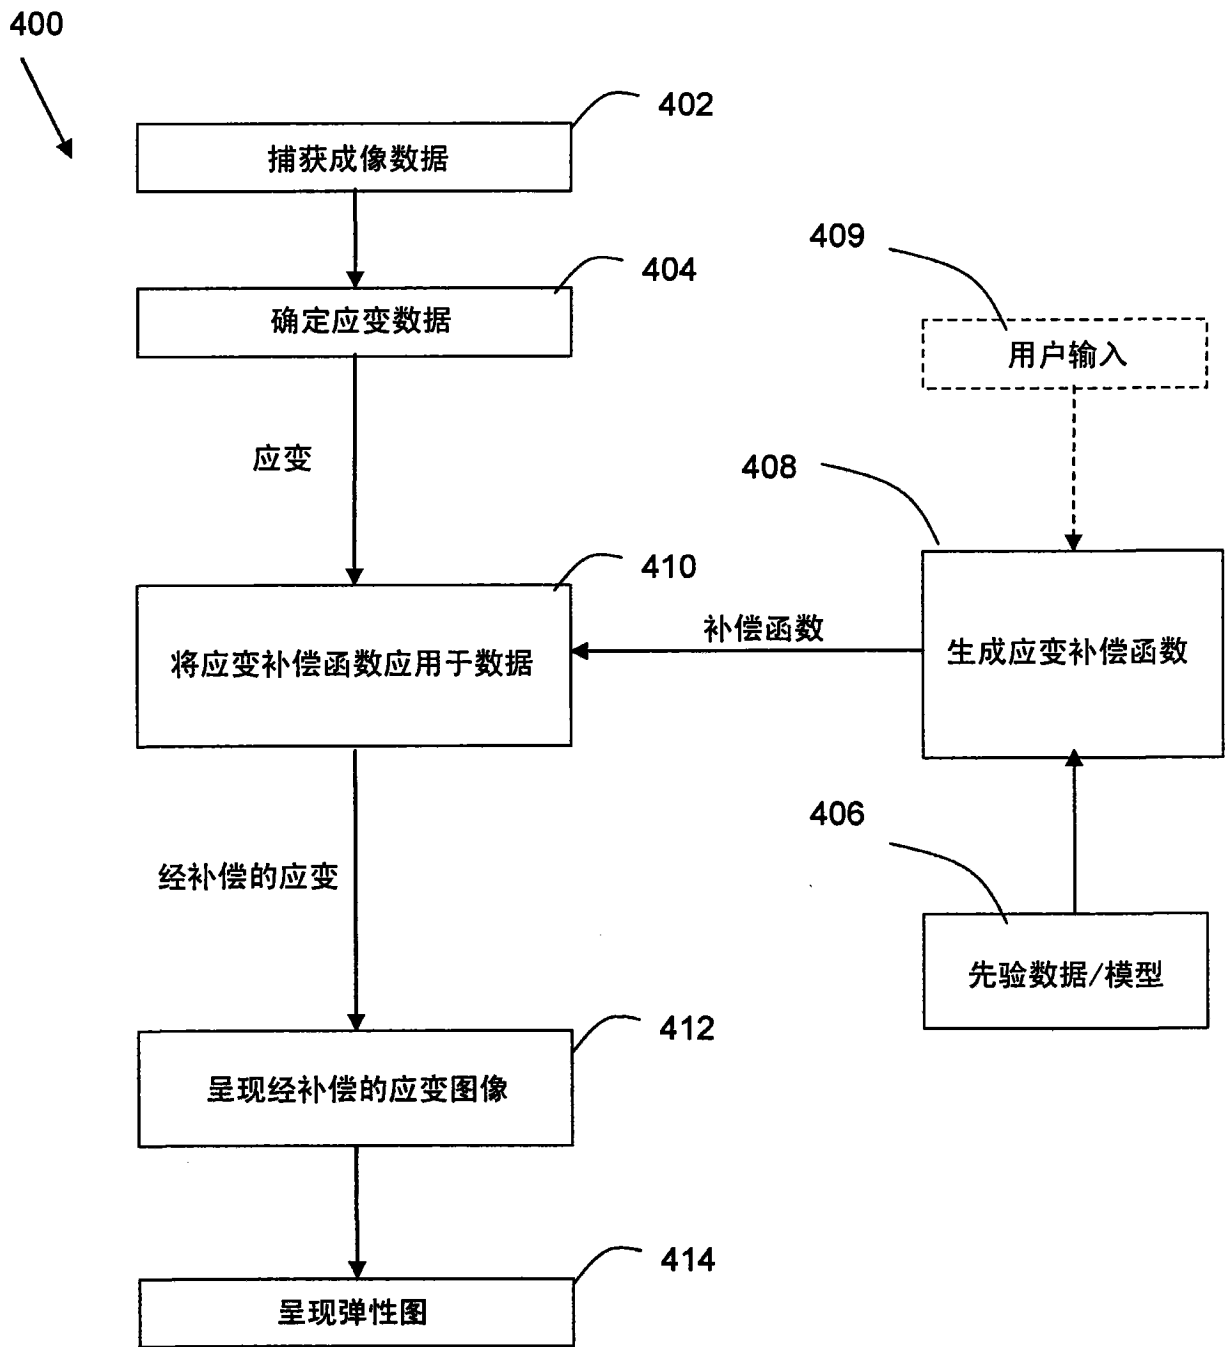 400
402
捕获成像数据
404
确定应变数据
409
用户输入
应变
408
410
补偿函数
将应变补偿函数应用于数据
生成应变补偿函数
406
经补偿的应变
先验数据/模型
412
呈现经补偿的应变图像
414
呈现弹性图